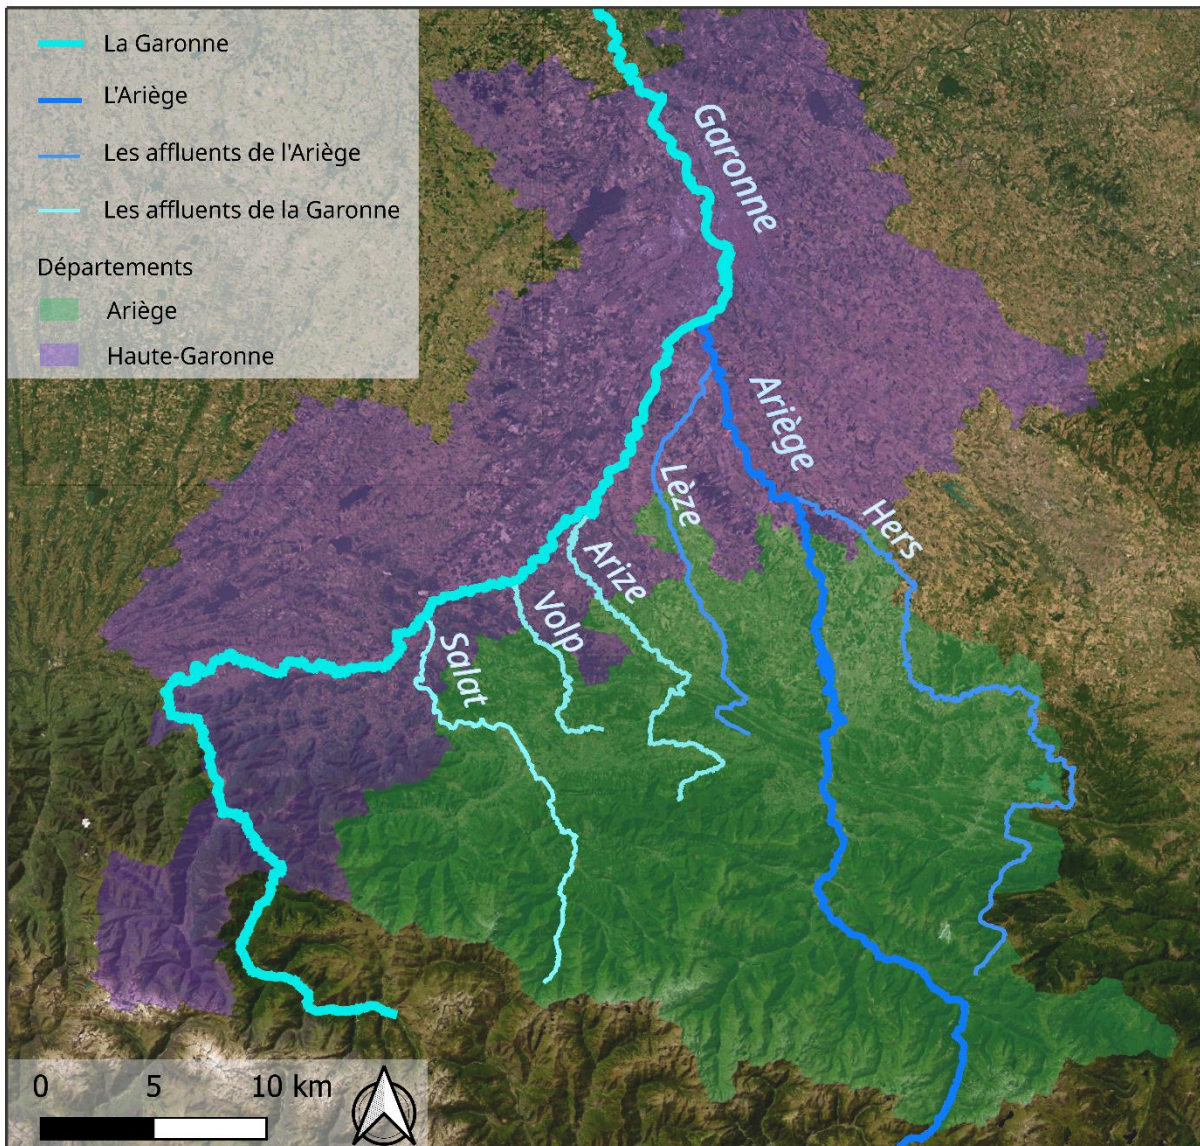 La Garonne
L'Ariège
Les affluents de l'Ariège
Les affluents de la Garonne
Départements
Ariège
Haute-Garonne
Garonne
Ariège
Lèze
Hers
Arize
Volp
Salat
0 5 10 km